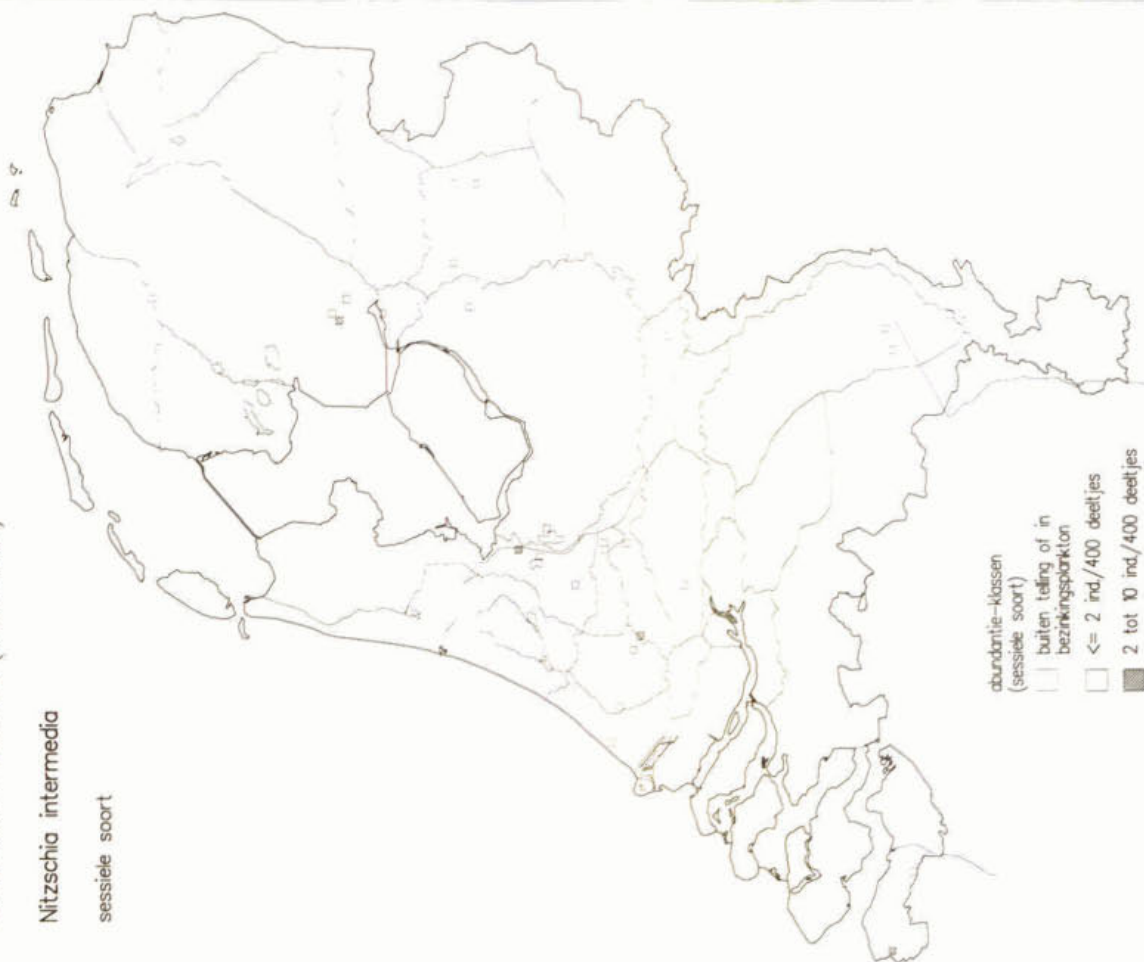 Nitzschia intermedia
sessiele soort
abundantie-klassen
(sessiele soort)
buiten telling of in
bezinkingsplankton
<= 2 ind./400 deeltjes
2 tot 10 ind./400 deeltjes